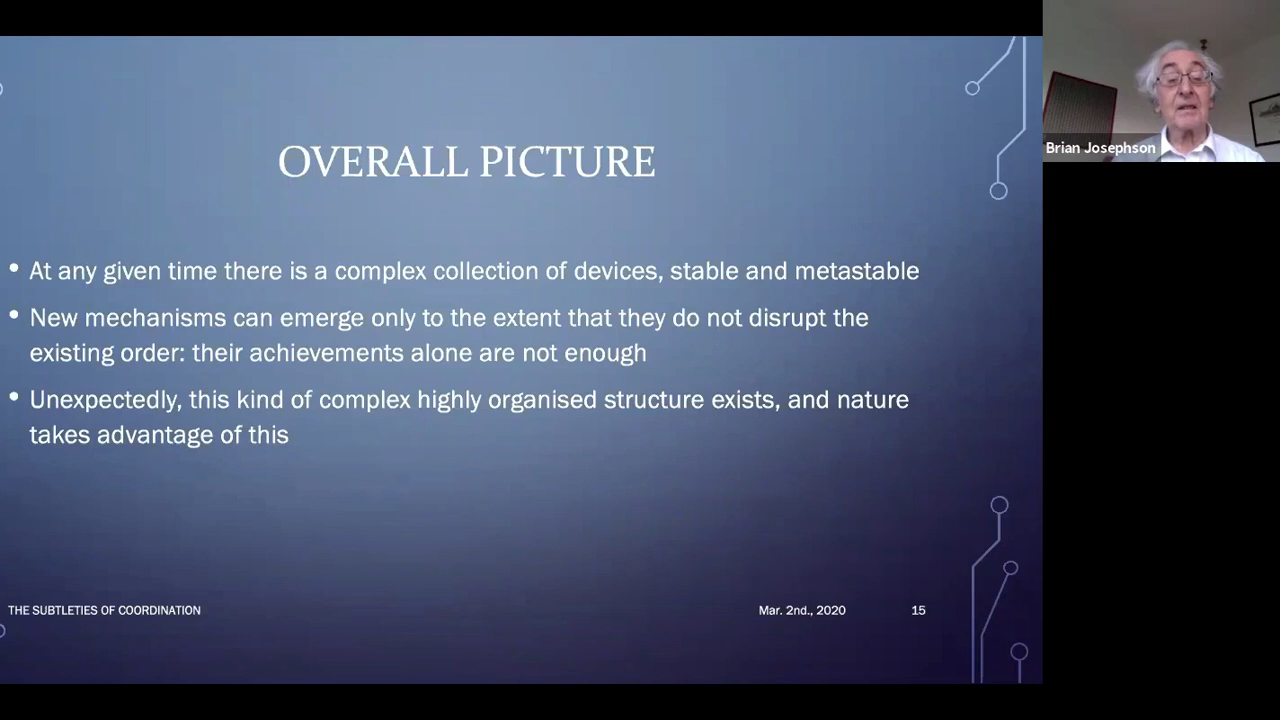 OVERALL PICTURE
• At any given time there is a complex collection of devices, stable and metastable
• New mechanisms can emerge only to the extent that they do not disrupt the
existing order: their achievements alone are not enough
• Unexpectedly, this kind of complex highly organised structure exists, and nature
takes advantage of this
THE SUBTLETIES OF COORDINATION
Mar. 2nd., 2020
15
Brian Josephson